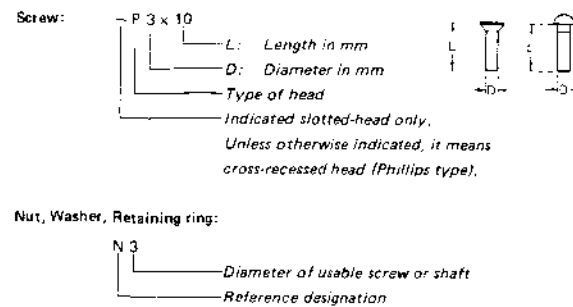 Screw: – P 3 x 10
L: Length in mm
D: Diameter in mm
Type of head
Indicated slotted-head only.
Unless otherwise indicated, it means
cross-recessed head (Phillips type).
L
L
D
D
Nut, Washer, Retaining ring:
N 3
Diameter of usable screw or shaft
Reference designation